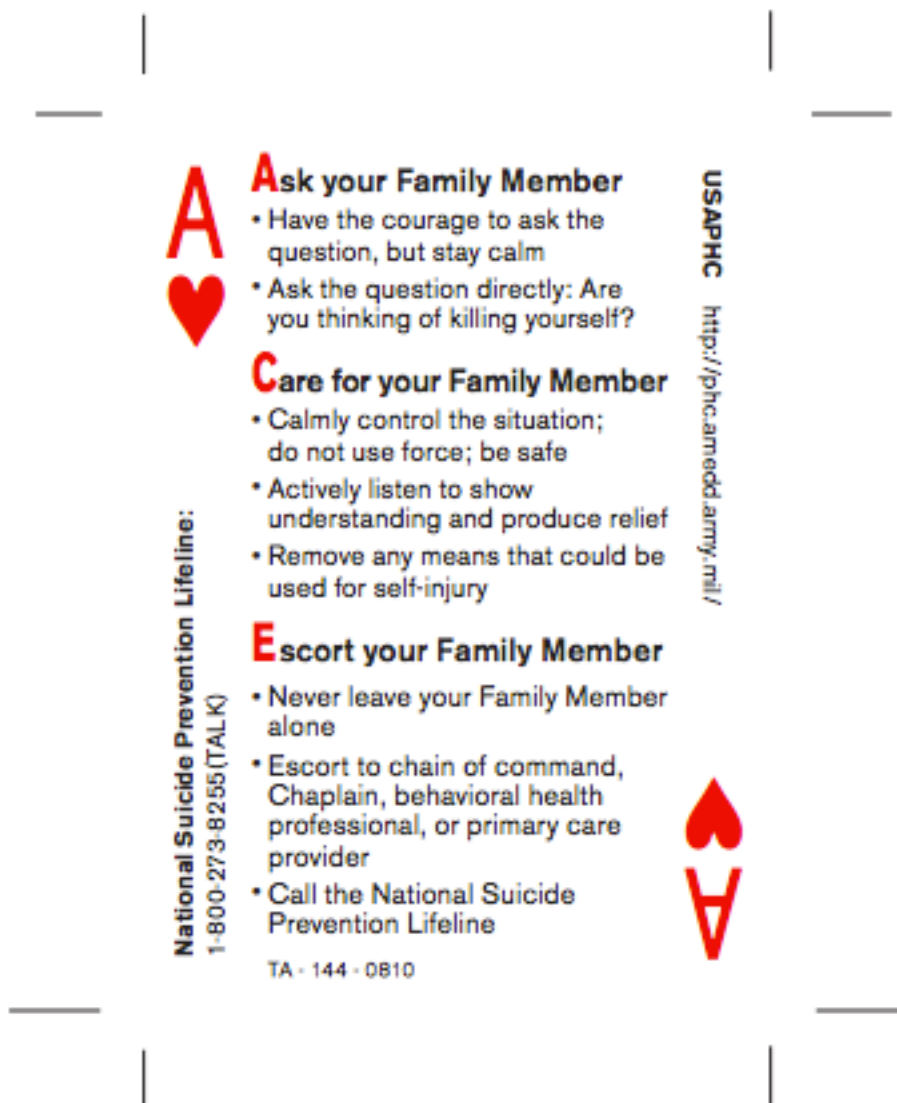 A
Ask your Family Member
• Have the courage to ask the
question, but stay calm
• Ask the question directly: Are
you thinking of killing yourself?
Care for your Family Member
• Calmly control the situation;
do not use force; be safe
• Actively listen to show
understanding and produce relief
• Remove any means that could be
used for self-injury
Escort your Family Member
• Never leave your Family Member
alone
• Escort to chain of command,
Chaplain, behavioral health
professional, or primary care
provider
• Call the National Suicide
Prevention Lifeline
TA - 144 - 0810
National Suicide Prevention Lifeline:
1-800-273-8255(TALK)
USAPHC http://phc.amedd.army.mil/
A